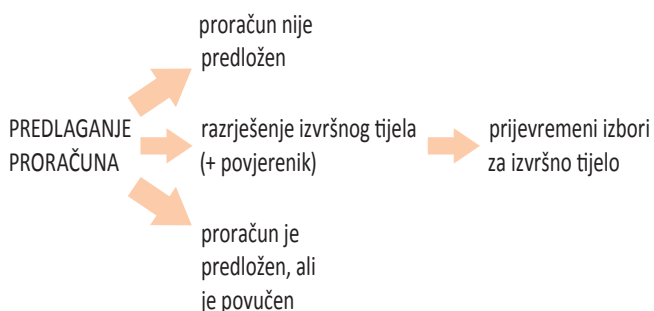 proračun nije
predložen
PREDLAGANJE
PRORAČUNA
razrješenje izvršnog tijela
(+ povjerenik)
prijevremeni izbori
za izvršno tijelo
proračun je
predložen, ali
je povučen